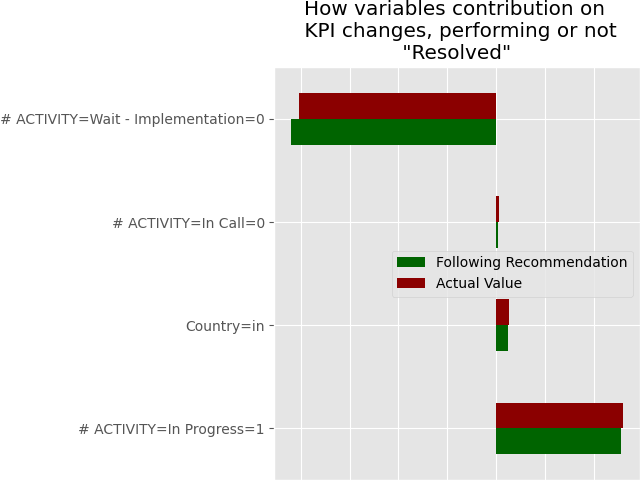 How variables contribution on
KPI changes, performing or not
"Resolved"
# ACTIVITY=Wait - Implementation=0
# ACTIVITY=In Call=0
Following Recommendation
Actual Value
Country=in
# ACTIVITY=In Progress=1